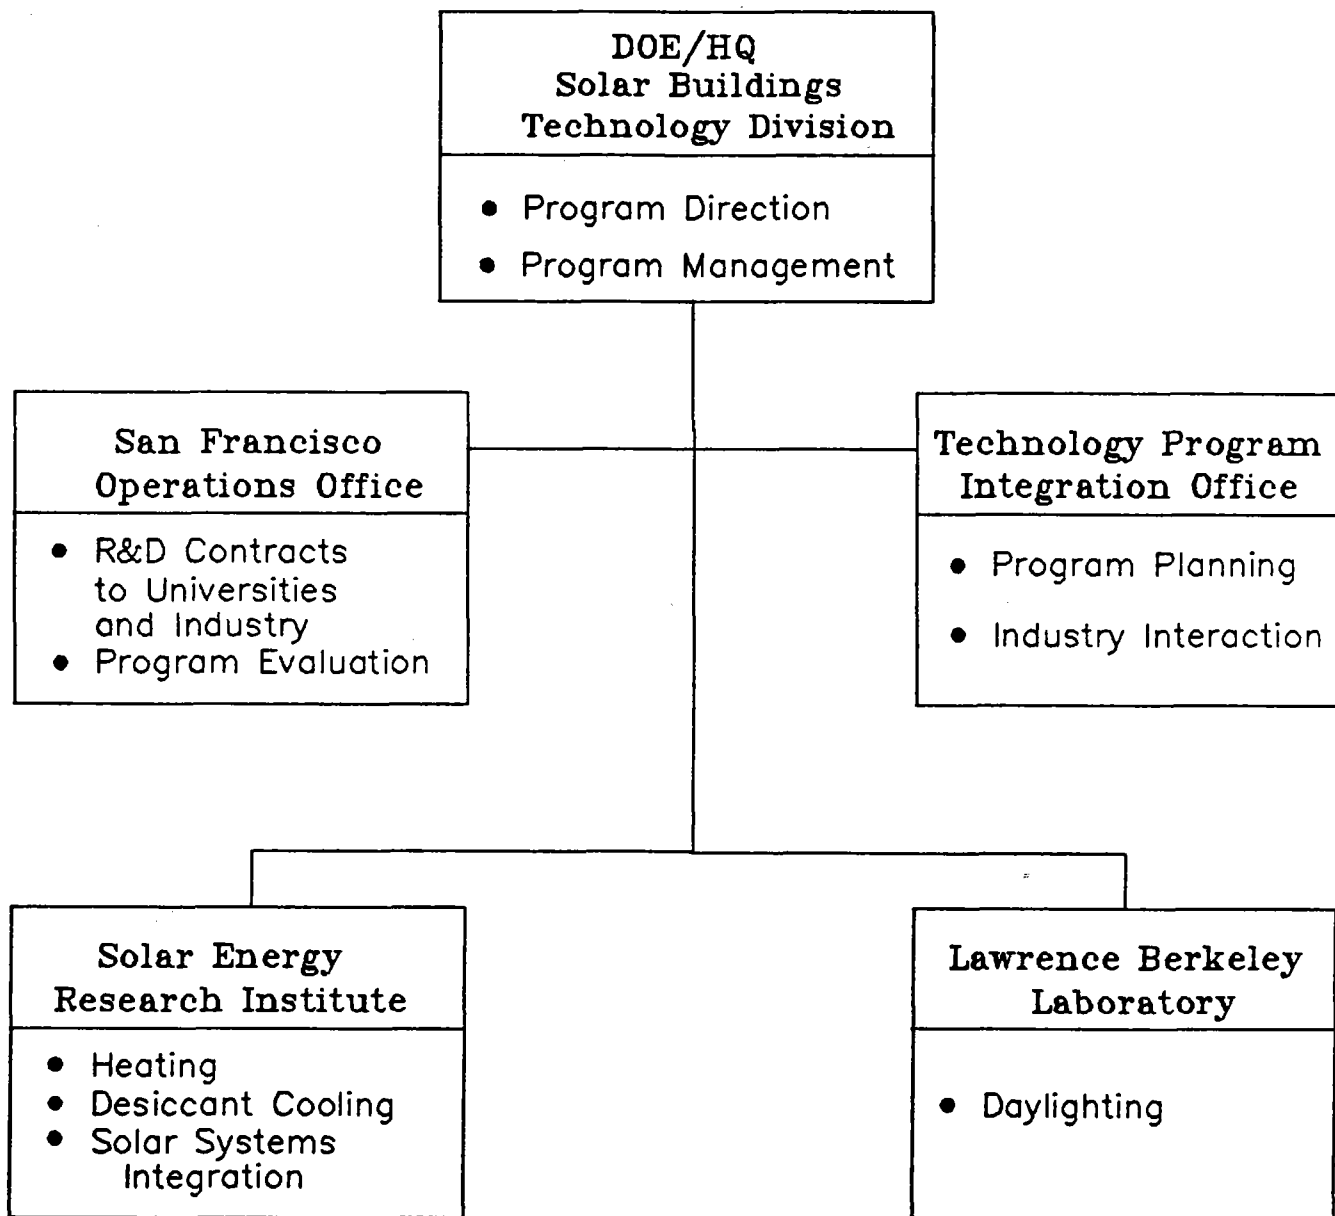 DOE/HQ
Solar Buildings
Technology Division
• Program Direction
• Program Management
San Francisco
Operations Office
• R&D Contracts
to Universities
and Industry
• Program Evaluation
Technology Program
Integration Office
• Program Planning
• Industry Interaction
Solar Energy
Research Institute
• Heating
• Desiccant Cooling
• Solar Systems
Integration
Lawrence Berkeley
Laboratory
• Daylighting